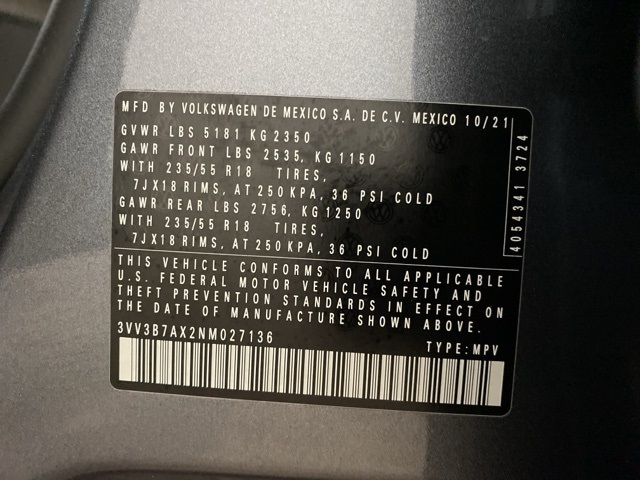 MFD BY VOLKSWAGEN DE MEXICO S.A. DE C.V. MEXICO 10/21
GVWR LBS 5181 KG 2350
GAWR FRONT LBS 2535, KG 1150
WITH 235/55 R18 TIRES,
7JX18 RIMS, AT 250 KPA, 36 PSI COLD
GAWR REAR LBS 2756, KG 1250
WITH 235/55 R18 TIRES,
7JX18 RIMS, AT 250 KPA, 36 PSI COLD
4054341 3724
THIS VEHICLE CONFORMS TO ALL APPLICABLE
U.S. FEDERAL MOTOR VEHICLE SAFETY AND
THEFT PREVENTION STANDARDS IN EFFECT ON
THE DATE OF MANUFACTURE SHOWN ABOVE.
3VV3B7AX2NM027136
TYPE: MPV